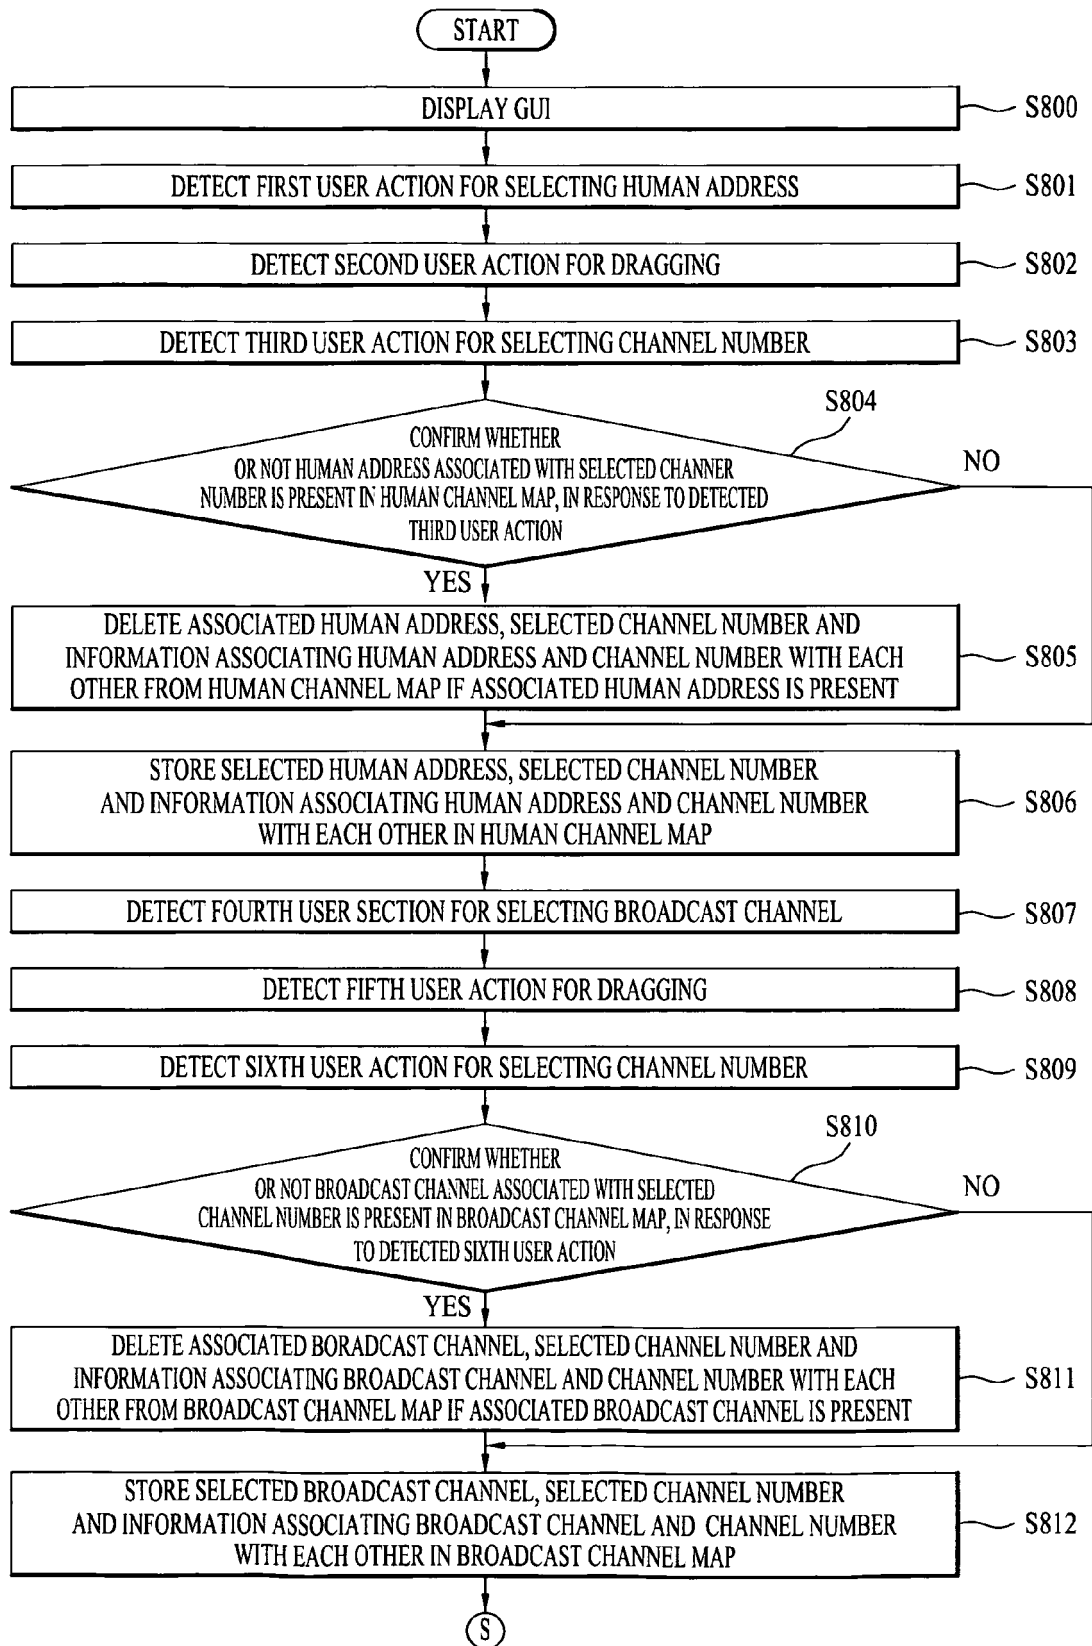 START
DISPLAY GUI
S800
DETECT FIRST USER ACTION FOR SELECTING HUMAN ADDRESS
S801
DETECT SECOND USER ACTION FOR DRAGGING
S802
DETECT THIRD USER ACTION FOR SELECTING CHANNEL NUMBER
S803
S804
CONFIRM WHETHER
OR NOT HUMAN ADDRESS ASSOCIATED WITH SELECTED CHANNER
NUMBER IS PRESENT IN HUMAN CHANNEL MAP, IN RESPONSE TO DETECTED
THIRD USER ACTION
NO
YES
DELETE ASSOCIATED HUMAN ADDRESS, SELECTED CHANNEL NUMBER AND
INFORMATION ASSOCIATING HUMAN ADDRESS AND CHANNEL NUMBER WITH EACH
OTHER FROM HUMAN CHANNEL MAP IF ASSOCIATED HUMAN ADDRESS IS PRESENT
S805
STORE SELECTED HUMAN ADDRESS, SELECTED CHANNEL NUMBER
AND INFORMATION ASSOCIATING HUMAN ADDRESS AND CHANNEL NUMBER
WITH EACH OTHER IN HUMAN CHANNEL MAP
S806
DETECT FOURTH USER SECTION FOR SELECTING BROADCAST CHANNEL
S807
DETECT FIFTH USER ACTION FOR DRAGGING
S808
DETECT SIXTH USER ACTION FOR SELECTING CHANNEL NUMBER
S809
S810
CONFIRM WHETHER
OR NOT BROADCAST CHANNEL ASSOCIATED WITH SELECTED
CHANNEL NUMBER IS PRESENT IN BROADCAST CHANNEL MAP, IN RESPONSE
TO DETECTED SIXTH USER ACTION
NO
YES
DELETE ASSOCIATED BORADCAST CHANNEL, SELECTED CHANNEL NUMBER AND
INFORMATION ASSOCIATING BROADCAST CHANNEL AND CHANNEL NUMBER WITH EACH
OTHER FROM BROADCAST CHANNEL MAP IF ASSOCIATED BROADCAST CHANNEL IS PRESENT
S811
STORE SELECTED BROADCAST CHANNEL, SELECTED CHANNEL NUMBER
AND INFORMATION ASSOCIATING BROADCAST CHANNEL AND CHANNEL NUMBER
WITH EACH OTHER IN BROADCAST CHANNEL MAP
S812
S